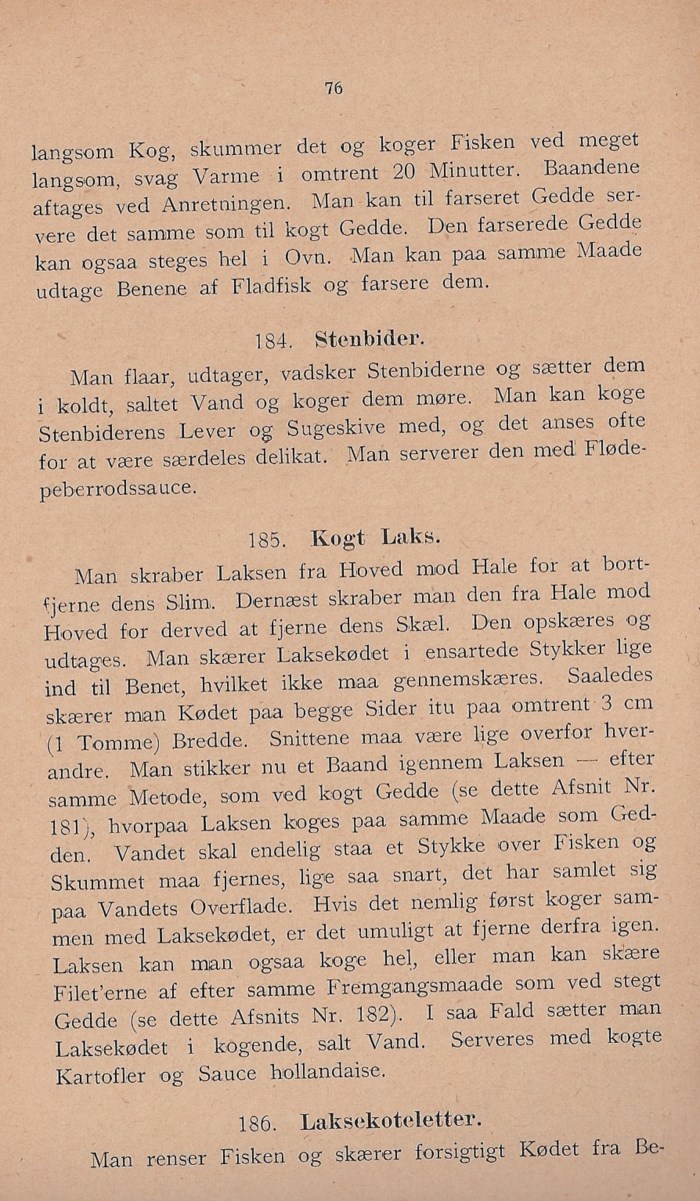 76
langsom Kog, skummer det og koger Fisken ved meget
langsom, svag Varme i omtrent 20 Minutter. Baandene
aftages ved Anretningen. Man kan til farseret Gedde ser-
vere det samme som til kogt Gedde. Den farserede Gedde
kan ogsaa steges hel i Ovn. Man kan paa samme Maade
udtage Benene af Fladfisk og farsere dem.
184. Stenbider.
Man flaar, udtager, vadsker Stenbiderne og sætter dem
i koldt, saltet Vand og koger dem møre. Man kan koge
Stenbiderens Lever og Sugeskive med, og det anses ofte
for at være særdeles delikat. Man serverer den med Fløde-
peberrodssauce.
185. Kogt Laks.
Man skraber Laksen fra Hoved mod Hale for at bort-
fjerne dens Slim. Dernæst skraber man den fra Hale mod
Hoved for derved at fjerne dens Skæl. Den opskæres og
udtages. Man skærer Laksekødet i ensartede Stykker lige
ind til Benet, hvilket ikke maa gennemskæres. Saaledes
skærer man Kødet paa begge Sider itu paa omtrent 3 cm
(1 Tomme) Bredde. Snittene maa være lige overfor hver-
andre. Man stikker nu et Baand igennem Laksen — efter
samme Metode, som ved kogt Gedde (se dette Afsnit Nr.
181), hvorpaa Laksen koges paa samme Maade som Ged-
den. Vandet skal endelig staa et Stykke over Fisken og
Skummet maa fjernes, lige saa snart, det har samlet sig
paa Vandets Overflade. Hvis det nemlig først koger sam-
men med Laksekødet, er det umuligt at fjerne derfra igen.
Laksen kan man ogsaa koge hel, eller man kan skære
Filet'erne af efter samme Fremgangsmaade som ved stegt
Gedde (se dette Afsnits Nr. 182). I saa Fald sætter man
Laksekødet i kogende, salt Vand. Serveres med kogte
Kartofler og Sauce hollandaise.
186. Laksekoteletter.
Man renser Fisken og skærer forsigtigt Kødet fra Be-